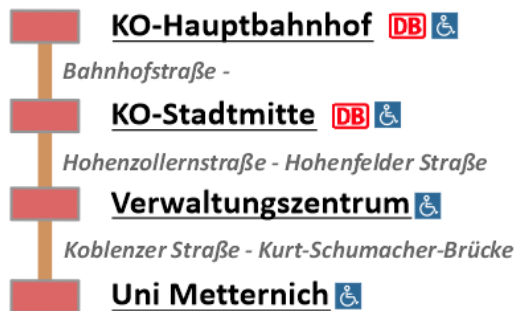 KO-Hauptbahnhof DB
Bahnhofstraße -
KO-Stadtmitte DB
Hohenzollernstraße - Hohenfelder Straße
Verwaltungszentrum
Koblenzer Straße - Kurt-Schumacher-Brücke
Uni Metternich